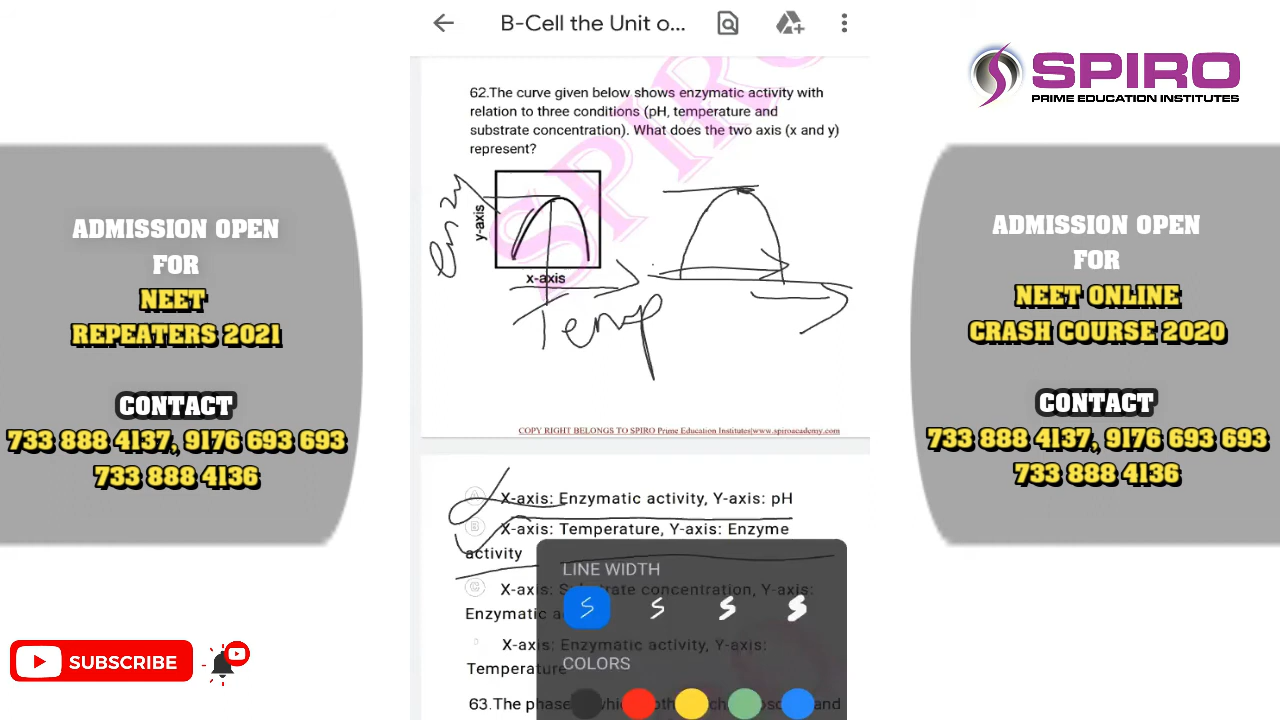 B-Cell the Unit o...
SPIRO
PRIME EDUCATION INSTITUTES
62.The curve given below shows enzymatic activity with
relation to three conditions (pH, temperature and
substrate concentration). What does the two axis (x and y)
represent?
Enzy
y-axis
x-axis
Temp
SPIRO
COPY RIGHT BELONGS TO SPIRO Prime Education Institutes|www.spiroacademy.com
A X-axis: Enzymatic activity, Y-axis: pH
B X-axis: Temperature, Y-axis: Enzyme
activity
C X-axis: Substrate concentration, Y-axis:
Enzymatic
X-axis: Enzymatic activity, Y-axis:
Temperature
63.The phase
and
LINE WIDTH
COLORS
ADMISSION OPEN
FOR
NEET
REPEATERS 2021
CONTACT
733 888 4137, 9176 693 693
733 888 4136
SUBSCRIBE
ADMISSION OPEN
FOR
NEET ONLINE
CRASH COURSE 2020
CONTACT
733 888 4137, 9176 693 693
733 888 4136